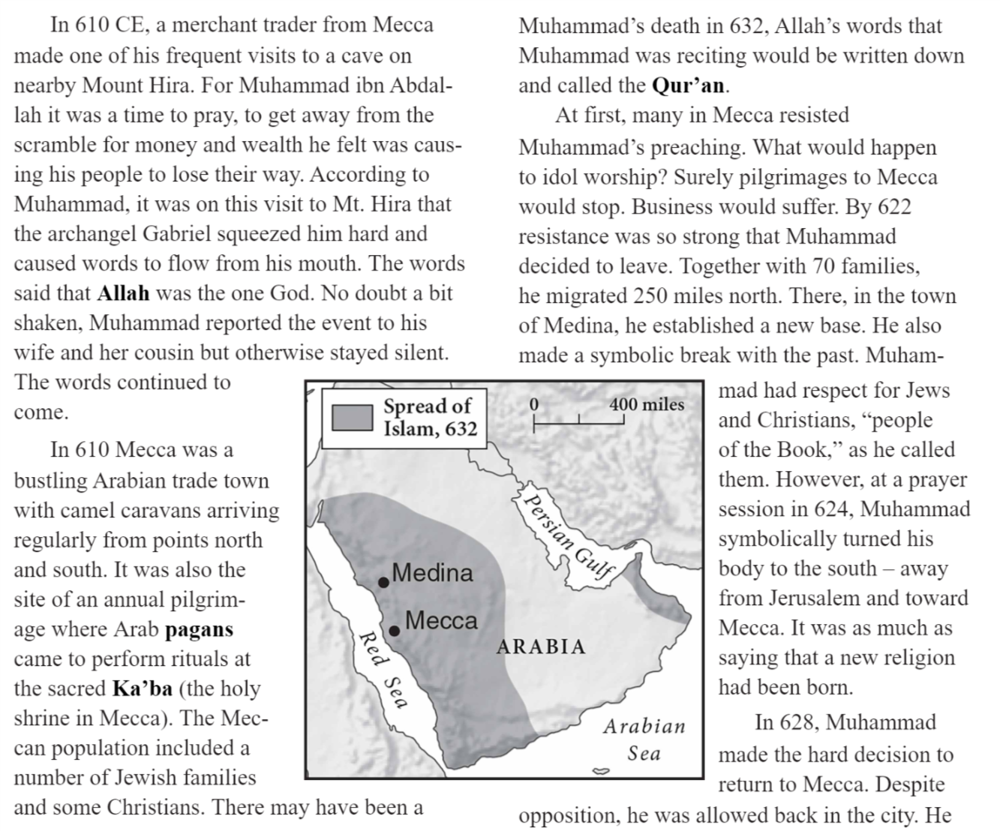 In 610 CE, a merchant trader from Mecca
made one of his frequent visits to a cave on
nearby Mount Hira. For Muhammad ibn Abdal-
lah it was a time to pray, to get away from the
scramble for money and wealth he felt was caus-
ing his people to lose their way. According to
Muhammad, it was on this visit to Mt. Hira that
the archangel Gabriel squeezed him hard and
caused words to flow from his mouth. The words
said that Allah was the one God. No doubt a bit
shaken, Muhammad reported the event to his
wife and her cousin but otherwise stayed silent.
The words continued to
come.
In 610 Mecca was a
bustling Arabian trade town
with camel caravans arriving
regularly from points north
and south. It was also the
site of an annual pilgrim-
age where Arab pagans
came to perform rituals at
the sacred Ka’ba (the holy
shrine in Mecca). The Mec-
can population included a
number of Jewish families
and some Christians. There may have been a
Spread of
Islam, 632
0 400 miles
Persian Gulf
Medina
Mecca
ARABIA
Red Sea
Arabian
Sea
Muhammad’s death in 632, Allah’s words that
Muhammad was reciting would be written down
and called the Qur’an.
At first, many in Mecca resisted
Muhammad’s preaching. What would happen
to idol worship? Surely pilgrimages to Mecca
would stop. Business would suffer. By 622
resistance was so strong that Muhammad
decided to leave. Together with 70 families,
he migrated 250 miles north. There, in the town
of Medina, he established a new base. He also
made a symbolic break with the past. Muham-
mad had respect for Jews
and Christians, “people
of the Book,” as he called
them. However, at a prayer
session in 624, Muhammad
symbolically turned his
body to the south – away
from Jerusalem and toward
Mecca. It was as much as
saying that a new religion
had been born.
In 628, Muhammad
made the hard decision to
return to Mecca. Despite
opposition, he was allowed back in the city. He